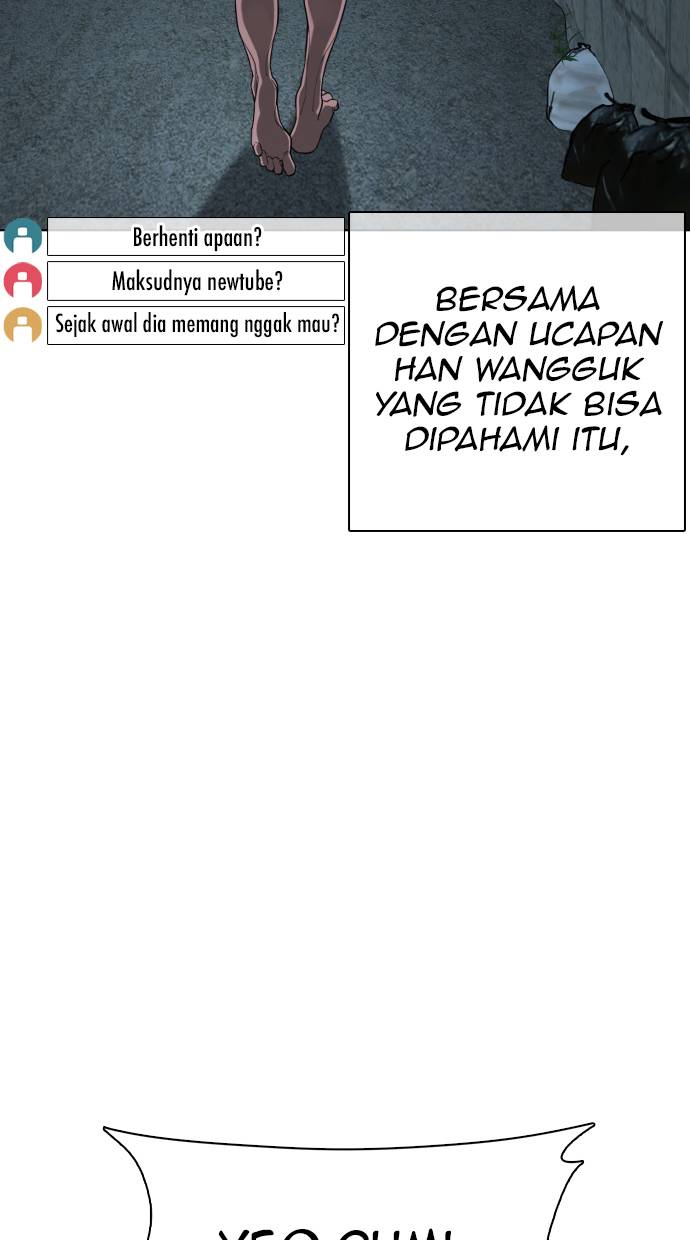 Berhenti apaan?
Maksudnya newtube?
Sejak awal dia memang nggak mau?
BERSAMA
DENGAN UCAPAN
HAN WANGGUK
YANG TIDAK BISA
DIPAHAMI ITU,